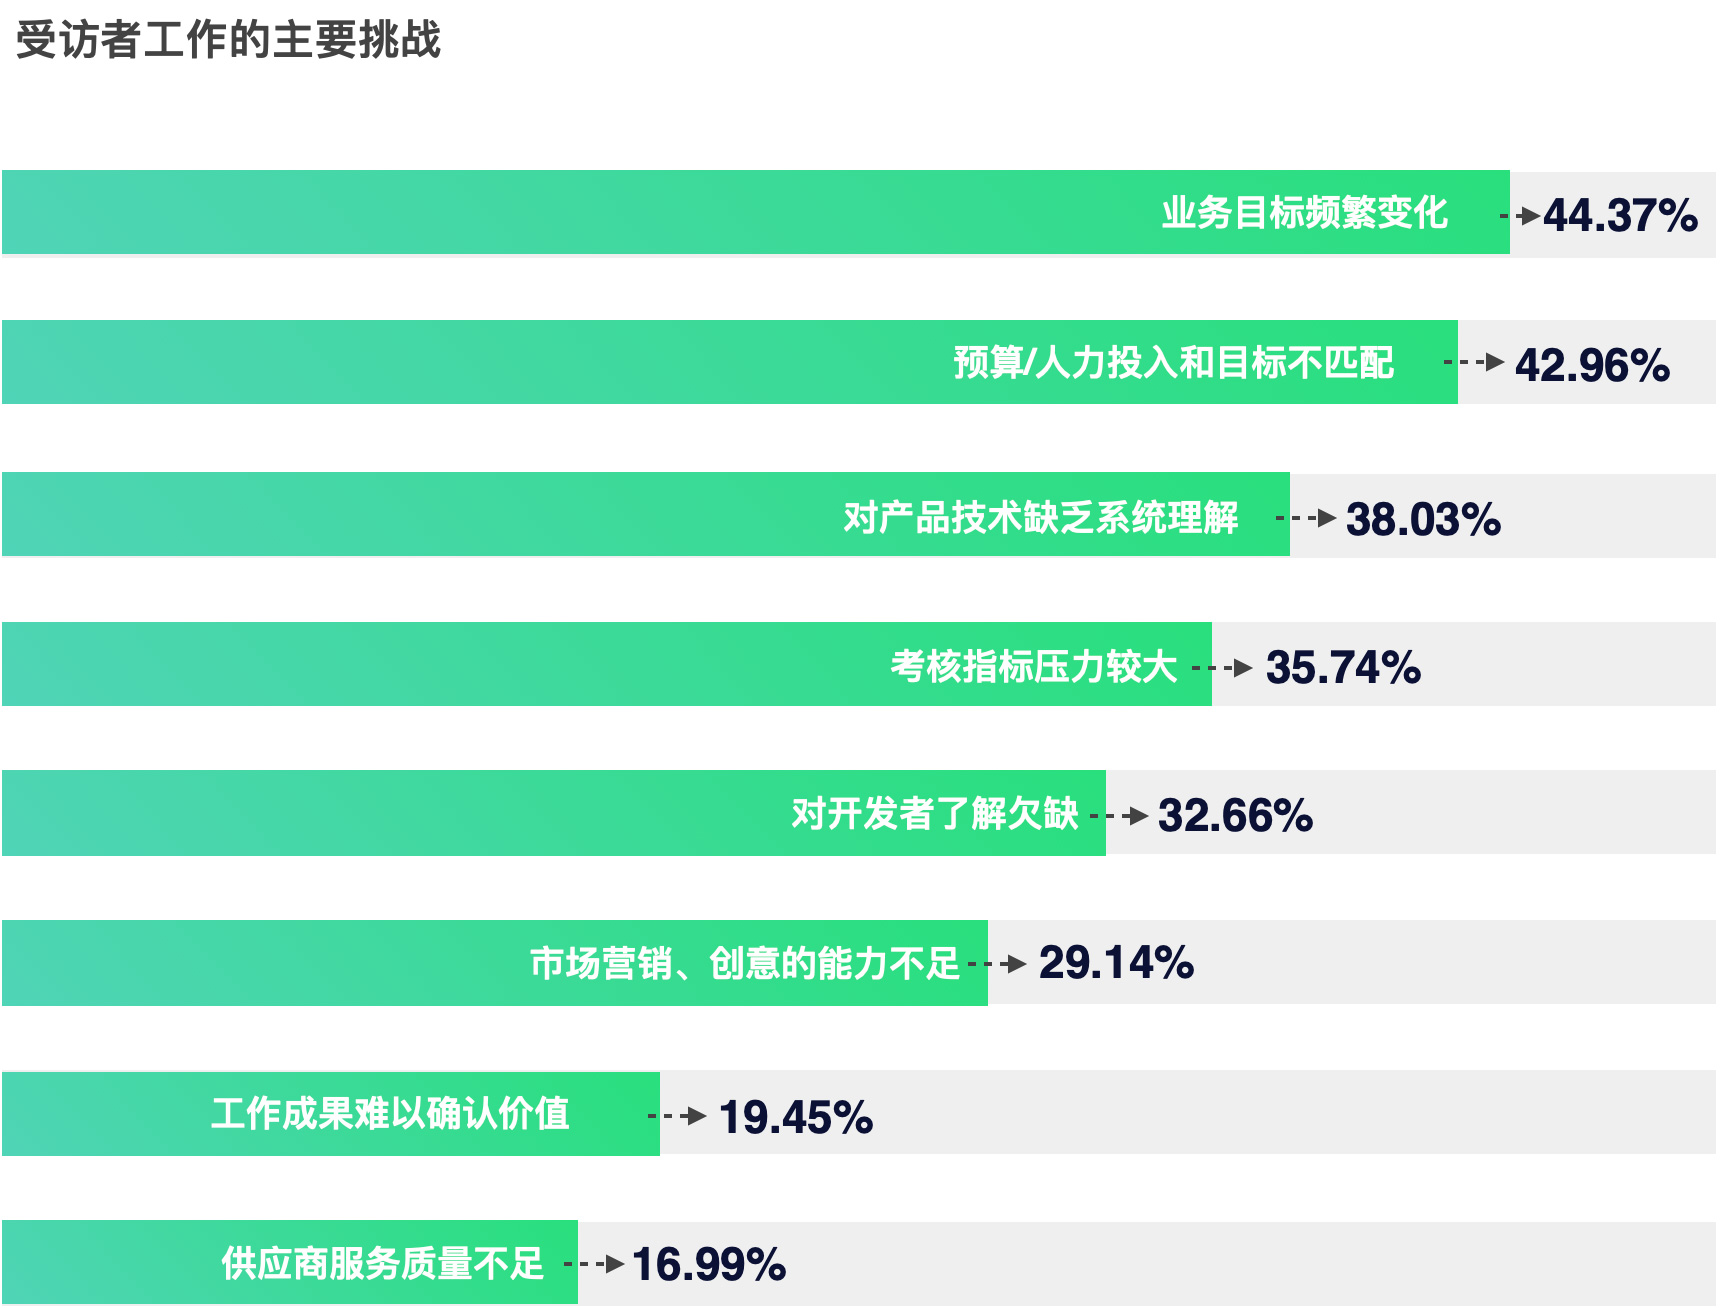 受访者工作的主要挑战
业务目标频繁变化 44.37%
预算/人力投入和目标不匹配 42.96%
对产品技术缺乏系统理解 38.03%
考核指标压力较大 35.74%
对开发者了解欠缺 32.66%
市场营销、创意的能力不足 29.14%
工作成果难以确认价值 19.45%
供应商服务质量不足 16.99%